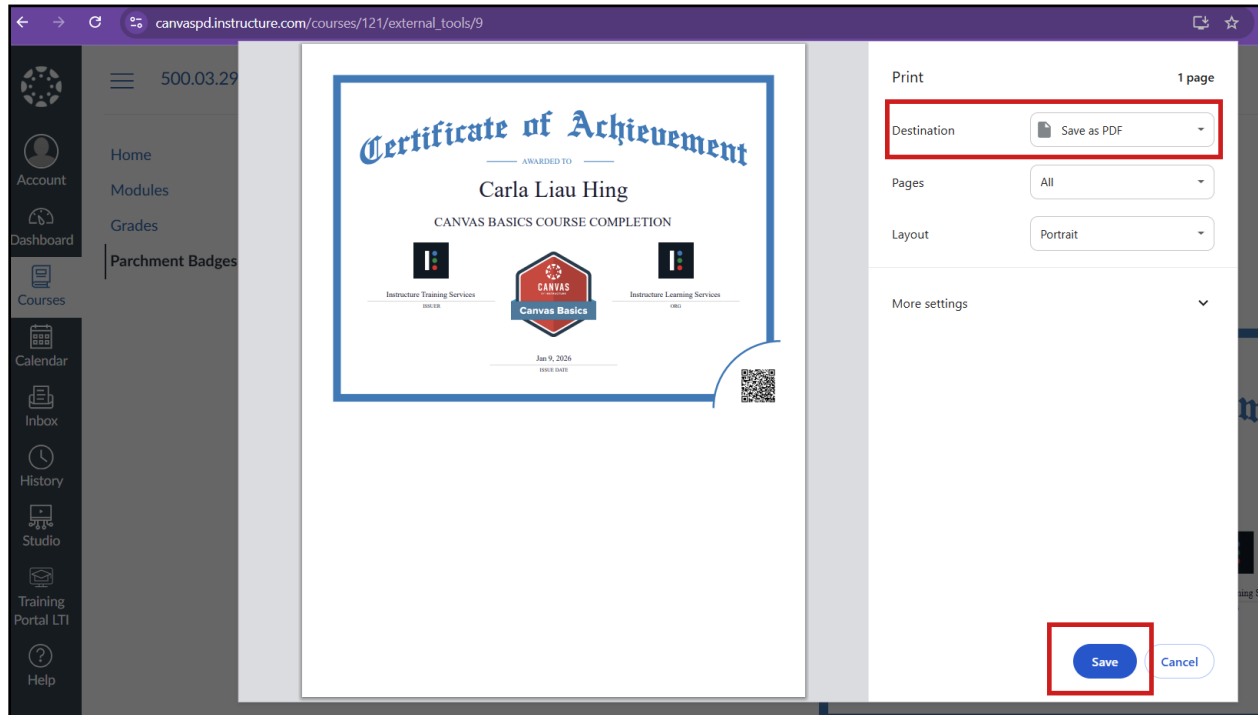 canvaspd.instructure.com/courses/121/external_tools/9
500.03.29
Account
Dashboard
Courses
Calendar
Inbox
History
Studio
Training
Portal LTI
Help
Home
Modules
Grades
Parchment Badges
Certificate of Achievement
AWARDED TO
Carla Liau Hing
CANVAS BASICS COURSE COMPLETION
Instructure Training Services
ISSUER
CANVAS
Canvas Basics
Instructure Learning Services
ORG
Jan 9, 2026
ISSUE DATE
Print
1 page
Destination
Save as PDF
Pages
All
Layout
Portrait
More settings
Save
Cancel